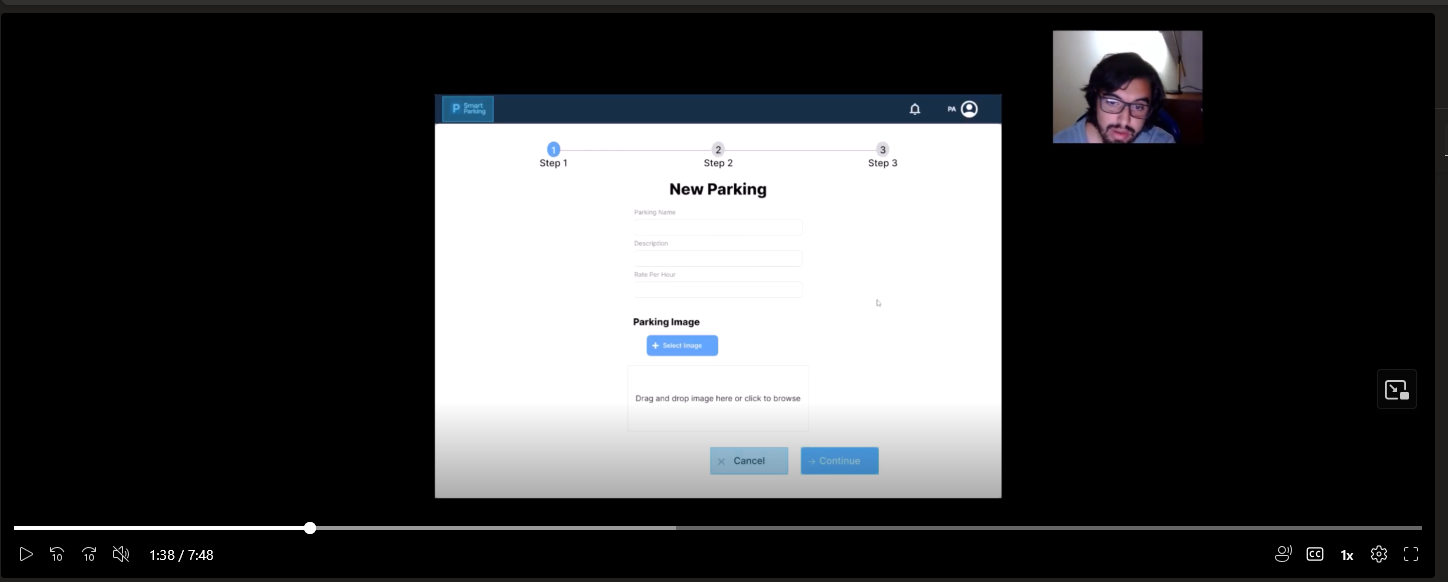 P Smart Parking
PA
1 2 3
Step 1 Step 2 Step 3
New Parking
Parking Name
Description
Rate Per Hour
Parking Image
+ Select Image
Drag and drop image here or click to browse
Cancel
Continue
10 10 1:38 / 7:48 CC 1x